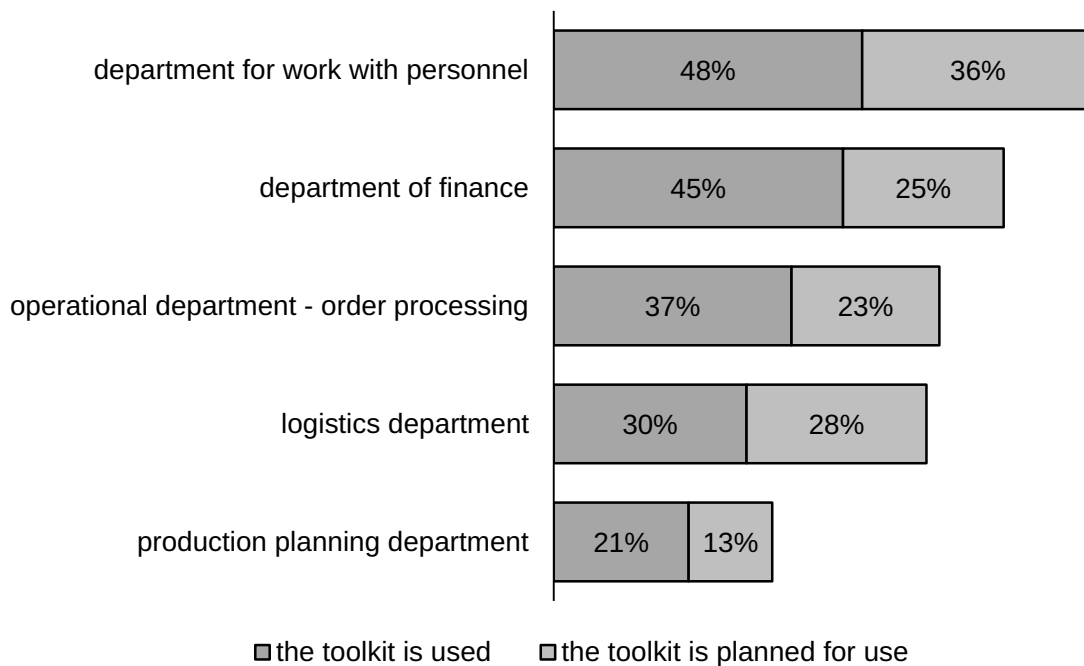 department for work with personnel 48% 36%
department of finance 45% 25%
operational department - order processing 37% 23%
logistics department 30% 28%
production planning department 21% 13%
the toolkit is used the toolkit is planned for use